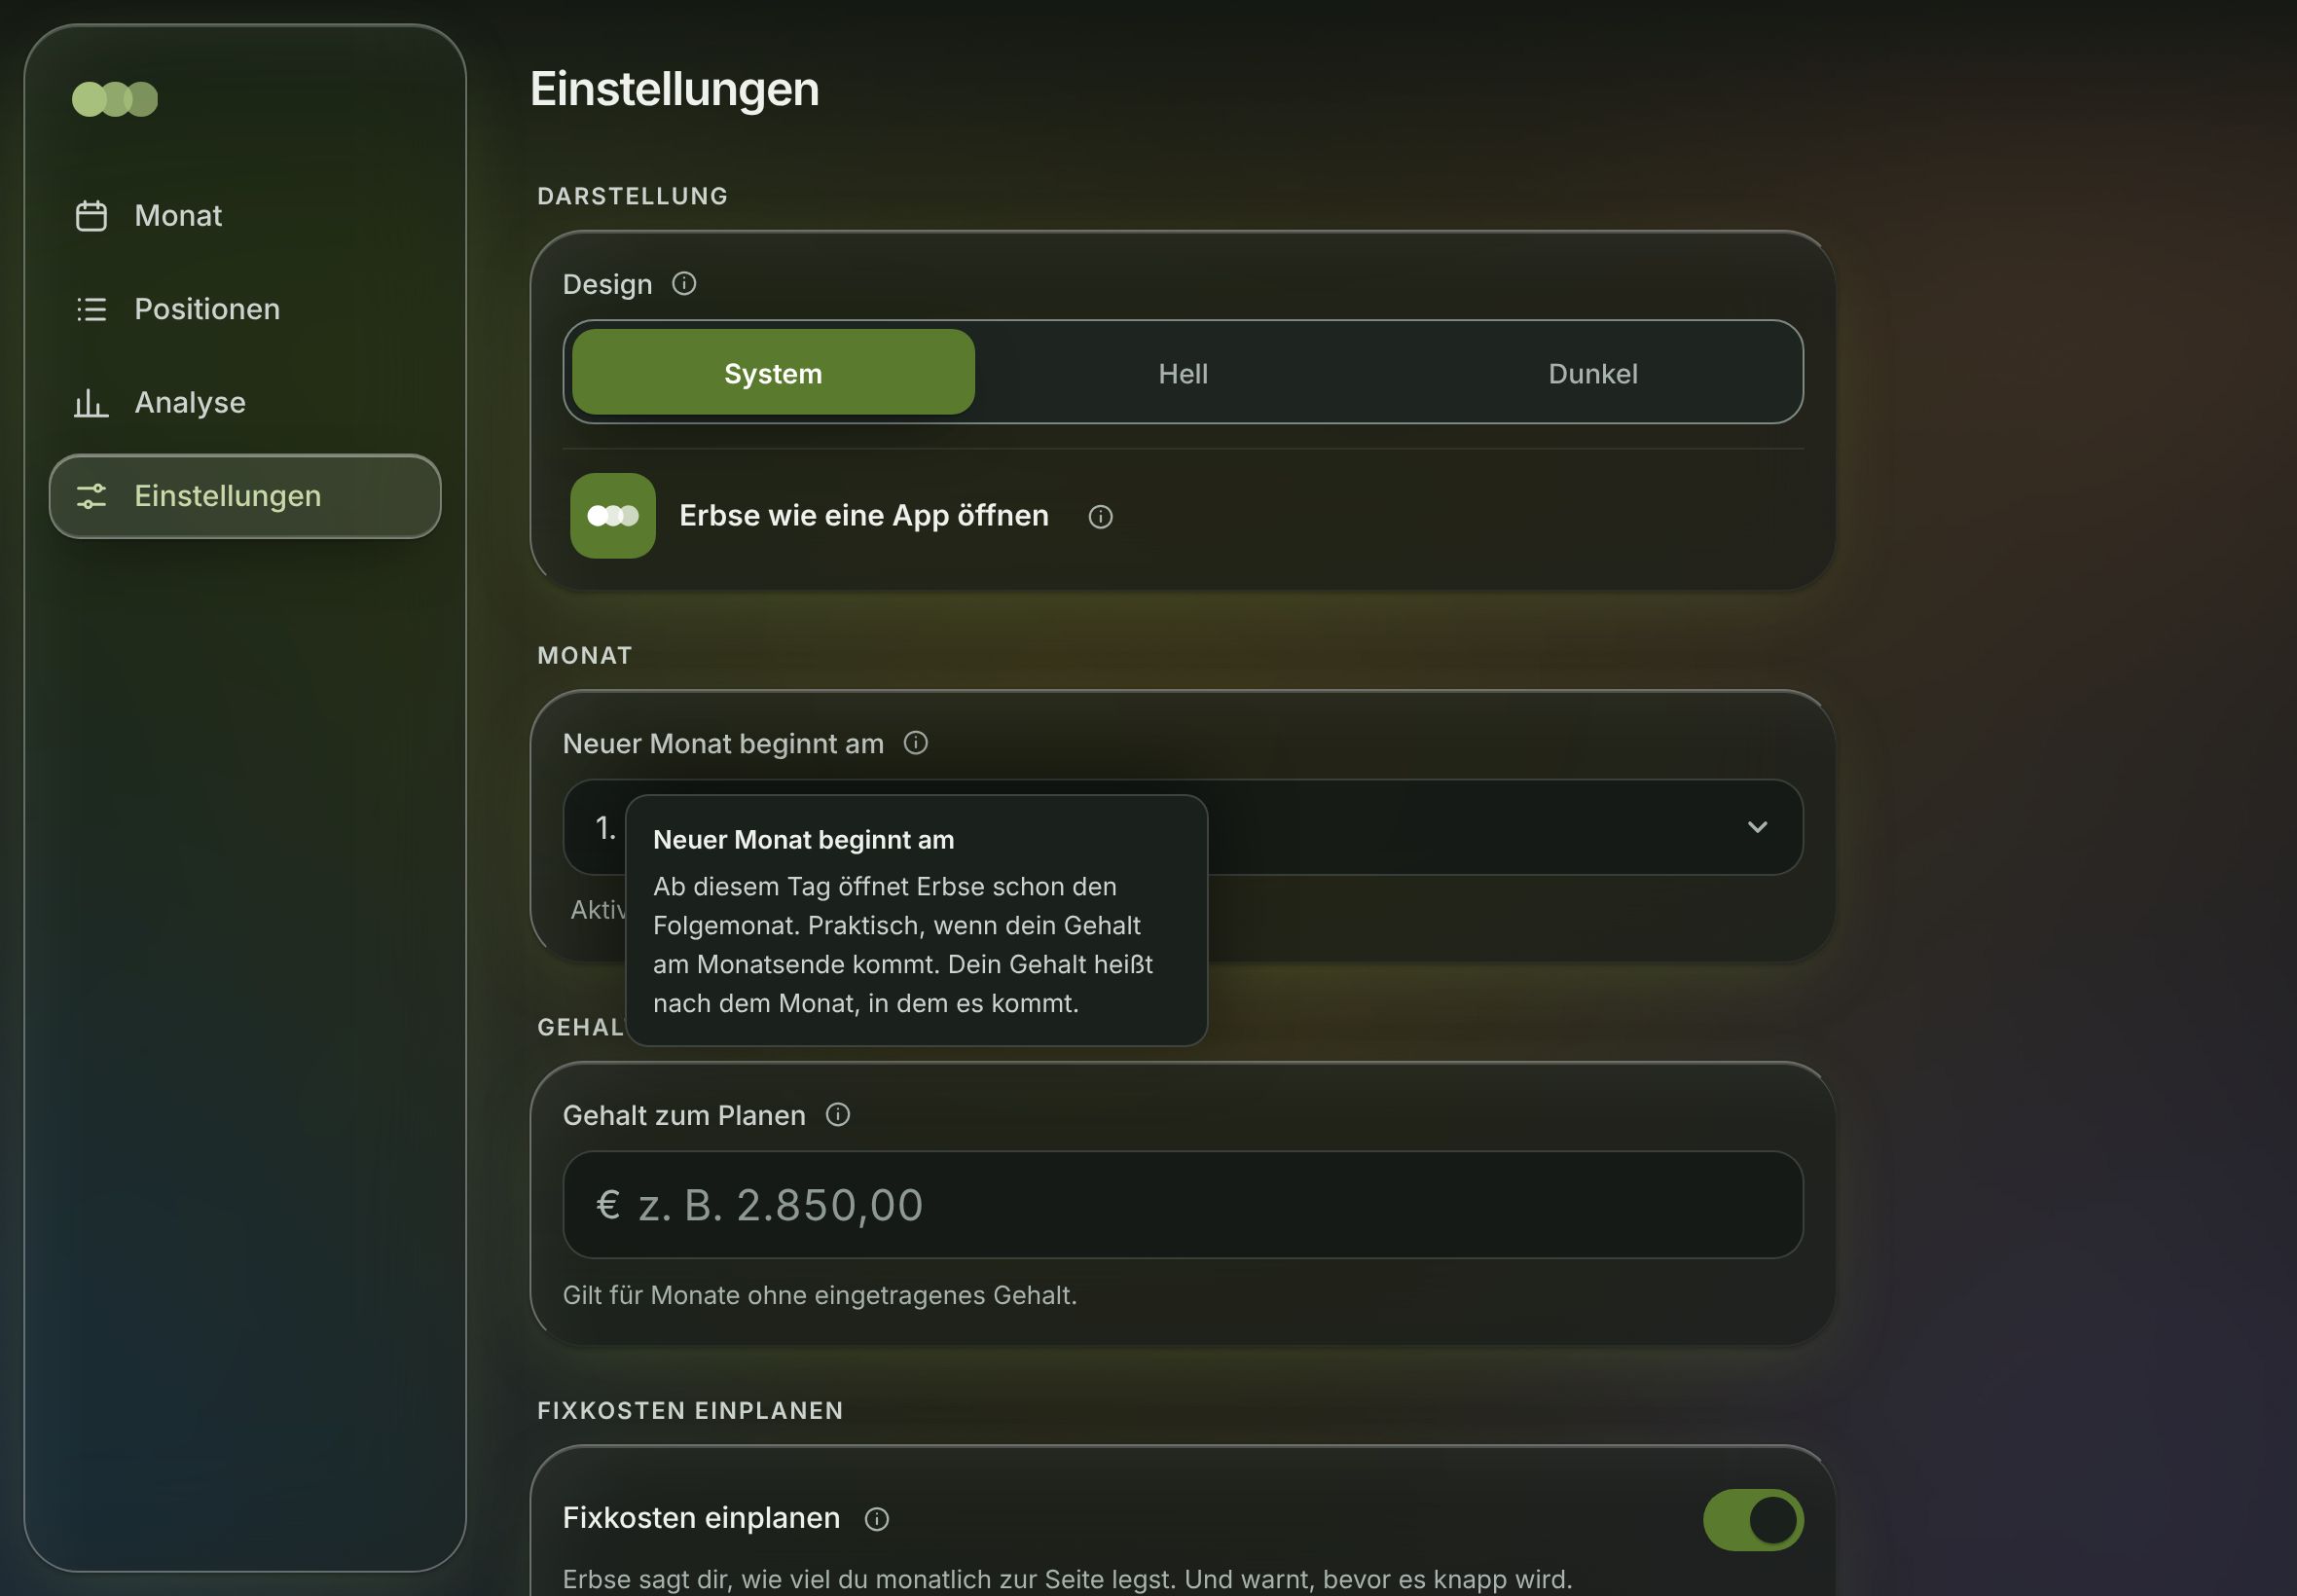 Einstellungen
Monat
Positionen
Analyse
Einstellungen
DARSTELLUNG
Design
System
Hell
Dunkel
Erbse wie eine App öffnen
MONAT
Neuer Monat beginnt am
1.
Neuer Monat beginnt am
Ab diesem Tag öffnet Erbse schon den
Folgemonat. Praktisch, wenn dein Gehalt
am Monatsende kommt. Dein Gehalt heißt
nach dem Monat, in dem es kommt.
Gehalt zum Planen
€ z. B. 2.850,00
Gilt für Monate ohne eingetragenes Gehalt.
FIXKOSTEN EINPLANEN
Fixkosten einplanen
Erbse sagt dir, wie viel du monatlich zur Seite legst. Und warnt, bevor es knapp wird.